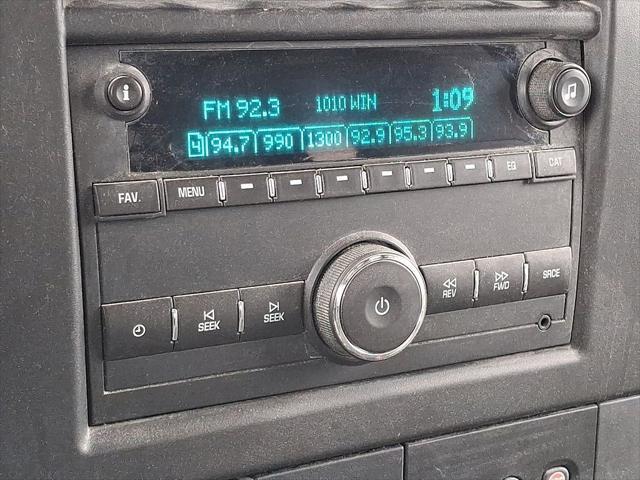 FM 92.3 1010 WIN 1:09
4 94.7 990 1300 92.9 95.3 93.9
FAV. MENU EQ CAT
SEEK SEEK REV FWD SRCE